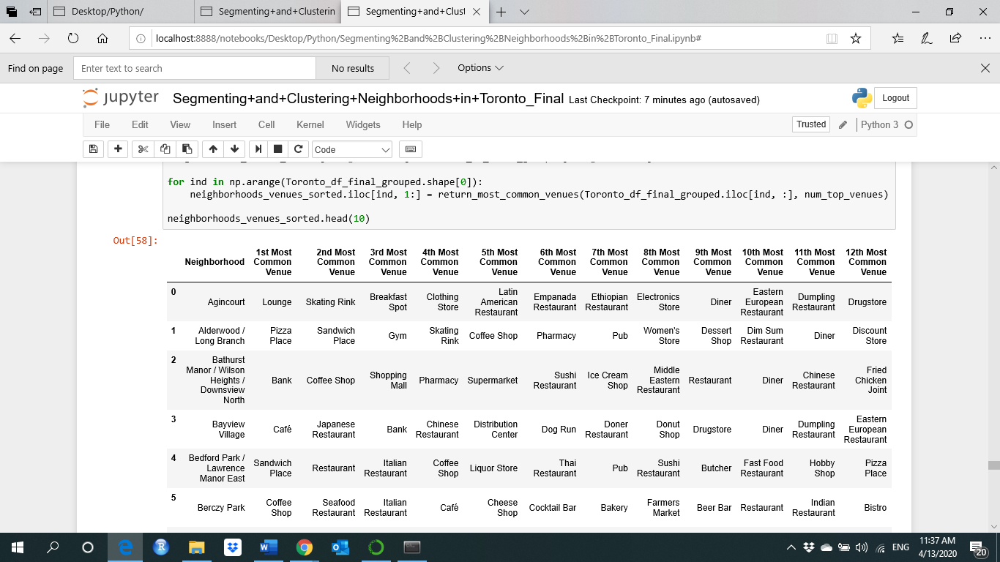 Desktop/Python/
Segmenting+and+Clusterin
Segmenting+and+Clust
localhost:8888/notebooks/Desktop/Python/Segmenting%2Band%2BClustering%2BNeighborhoods%2Bin%2BToronto_Final.ipynb#
Find on page
Enter text to search
No results
Options
jupyter
Segmenting+and+Clustering+Neighborhoods+in+Toronto_Final Last Checkpoint: 7 minutes ago (autosaved)
Logout
File Edit View Insert Cell Kernel Widgets Help
Trusted
Python 3
Code
for ind in np.arange(Toronto_df_final_grouped.shape[0]):
    neighborhoods_venues_sorted.iloc[ind, 1:] = return_most_common_venues(Toronto_df_final_grouped.iloc[ind, :], num_top_venues)
neighborhoods_venues_sorted.head(10)
Out[58]:
Neighborhood 1st Most Common Venue 2nd Most Common Venue 3rd Most Common Venue 4th Most Common Venue 5th Most Common Venue 6th Most Common Venue 7th Most Common Venue 8th Most Common Venue 9th Most Common Venue 10th Most Common Venue 11th Most Common Venue 12th Most Common Venue
0 Agincourt Lounge Skating Rink Breakfast Spot Clothing Store Latin American Restaurant Empanada Restaurant Ethiopian Restaurant Electronics Store Diner Eastern European Restaurant Dumpling Restaurant Drugstore
1 Alderwood / Long Branch Pizza Place Sandwich Place Gym Skating Rink Coffee Shop Pharmacy Pub Women's Store Dessert Shop Dim Sum Restaurant Diner Discount Store
2 Bathurst Manor / Wilson Heights / Downsview North Bank Coffee Shop Shopping Mall Pharmacy Supermarket Sushi Restaurant Ice Cream Shop Middle Eastern Restaurant Restaurant Diner Chinese Restaurant Fried Chicken Joint
3 Bayview Village Café Japanese Restaurant Bank Chinese Restaurant Distribution Center Dog Run Doner Restaurant Donut Shop Drugstore Diner Dumpling Restaurant Eastern European Restaurant
4 Bedford Park / Lawrence Manor East Sandwich Place Restaurant Italian Restaurant Coffee Shop Liquor Store Thai Restaurant Pub Sushi Restaurant Butcher Fast Food Restaurant Hobby Shop Pizza Place
5 Berczy Park Coffee Shop Seafood Restaurant Italian Restaurant Café Cheese Shop Cocktail Bar Bakery Farmers Market Beer Bar Restaurant Indian Restaurant Bistro
ENG
11:37 AM
4/13/2020
20